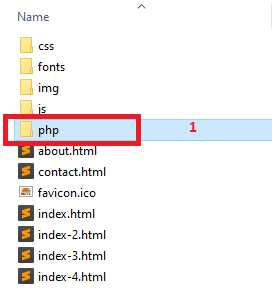 Name
css
fonts
img
js
php 1
about.html
contact.html
favicon.ico
index.html
index-2.html
index-3.html
index-4.html